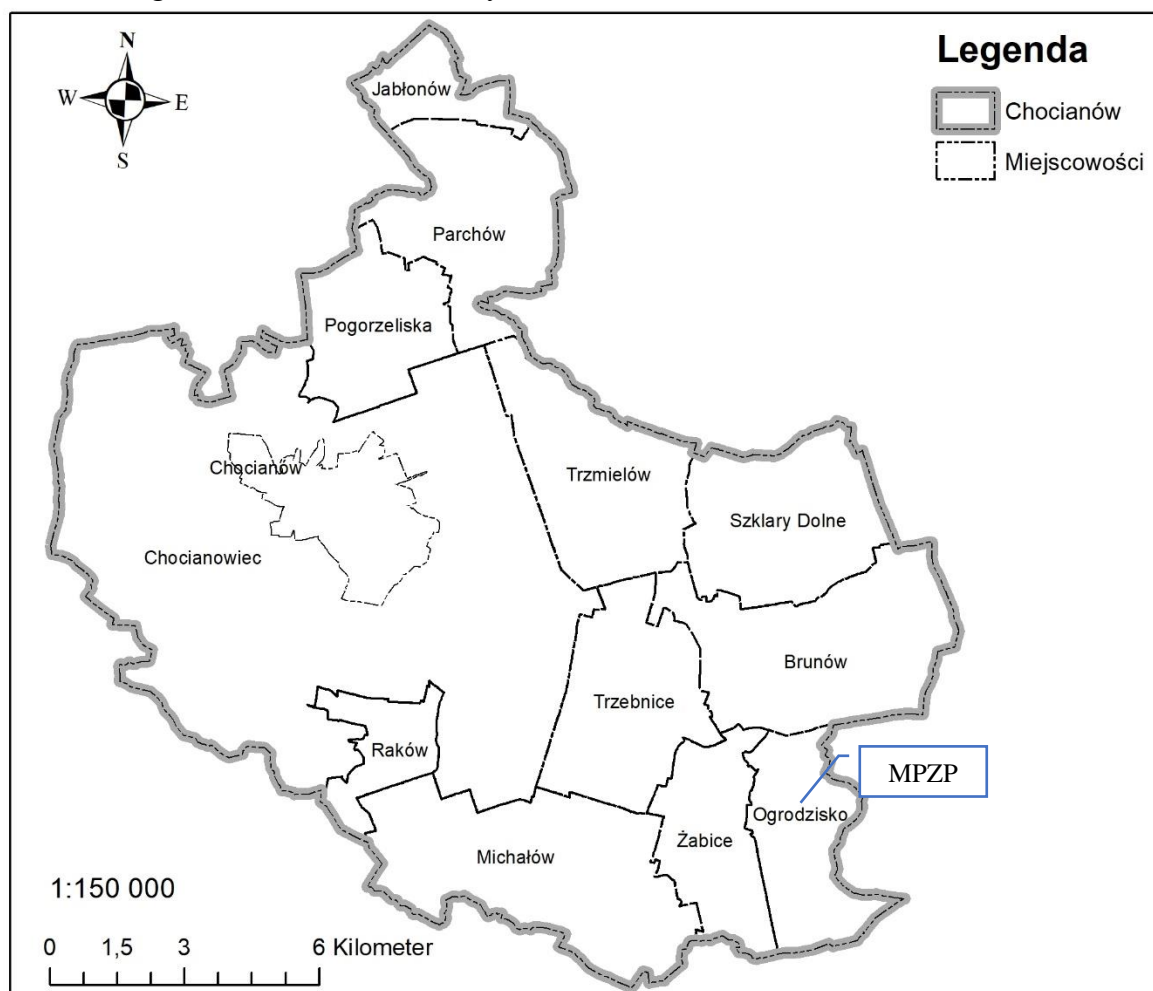 N
W
E
S
Legenda
Chocianów
Miejscowości
Jabłonów
Parchów
Pogorzeliska
Chocianów
Trzmielów
Szklary Dolne
Chocianowiec
Brunów
Trzebnice
Raków
MPZP
Ogrodzisko
Żabice
Michałów
1:150 000
0 1,5 3 6 Kilometer